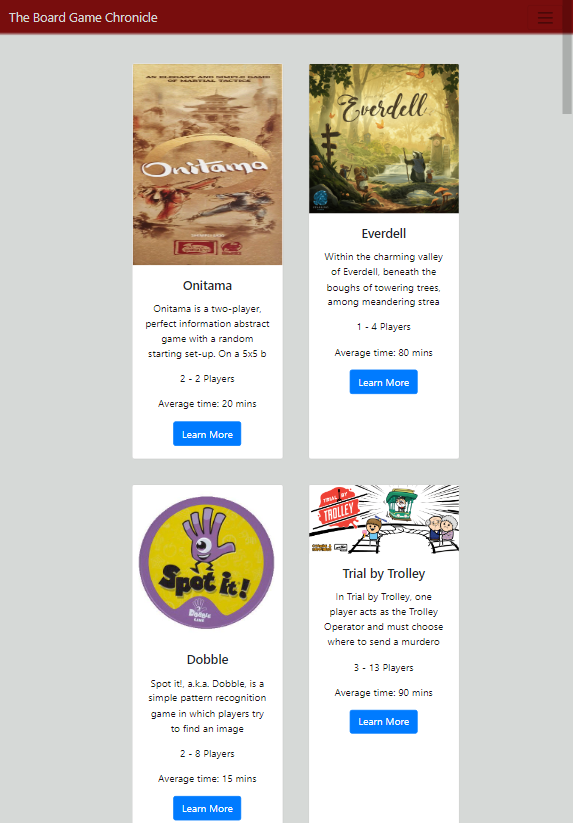 The Board Game Chronicle
AN ELEGANT AND SIMPLE GAME
OF MARTIAL TACTICS
Onitama
Onitama
Onitama is a two-player,
perfect information abstract
game with a random
starting set-up. On a 5x5 b
2 - 2 Players
Average time: 20 mins
Learn More
Everdell
Everdell
Within the charming valley
of Everdell, beneath the
boughs of towering trees,
among meandering strea
1 - 4 Players
Average time: 80 mins
Learn More
Spot it!
Dobble
Dobble
Spot it!, a.k.a. Dobble, is a
simple pattern recognition
game in which players try
to find an image
2 - 8 Players
Average time: 15 mins
Learn More
TRIAL BY
TROLLEY
Trial by Trolley
In Trial by Trolley, one
player acts as the Trolley
Operator and must choose
where to send a murdero
3 - 13 Players
Average time: 90 mins
Learn More